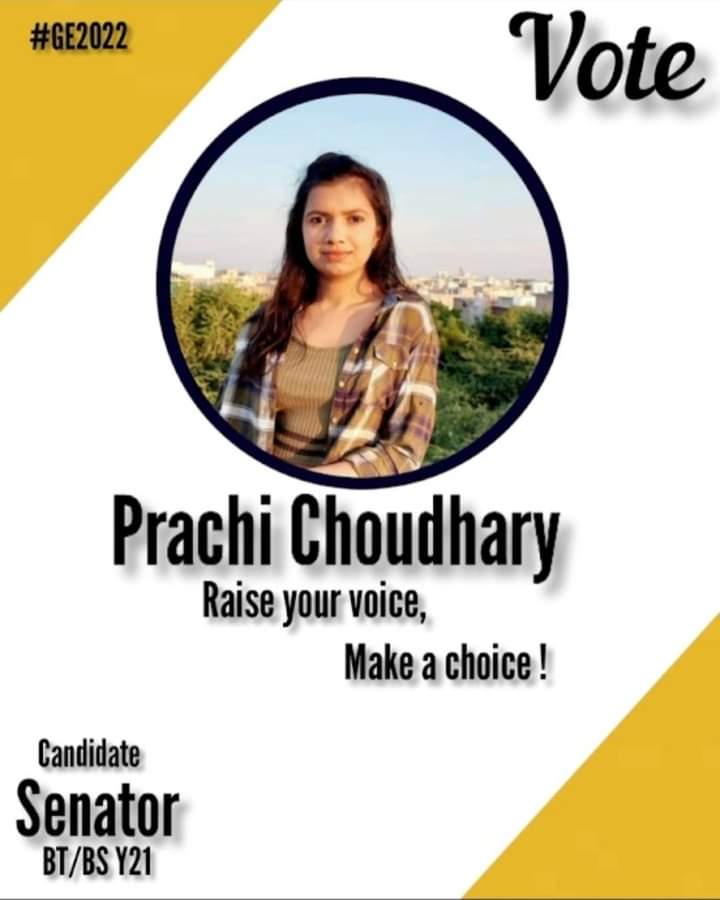 #GE2022
Vote
Prachi Choudhary
Raise your voice,
Make a choice !
Candidate
Senator
BT/BS Y21